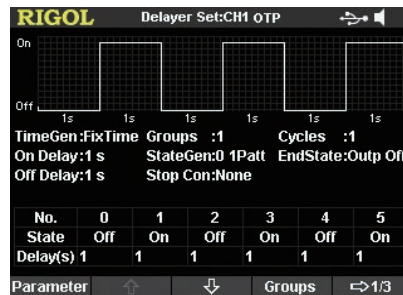 RIGOL Delayer Set:CH1 OTP
On
Off
1s 1s 1s 1s 1s
TimeGen:FixTime Groups :1 Cycles :1
On Delay:1 s StateGen:0 1Patt EndState:Outp Off
Off Delay:1 s Stop Con:None
No. 0 1 2 3 4 5
State Off On Off On Off On
Delay(s) 1 1 1 1 1 1
Parameter Groups 1/3